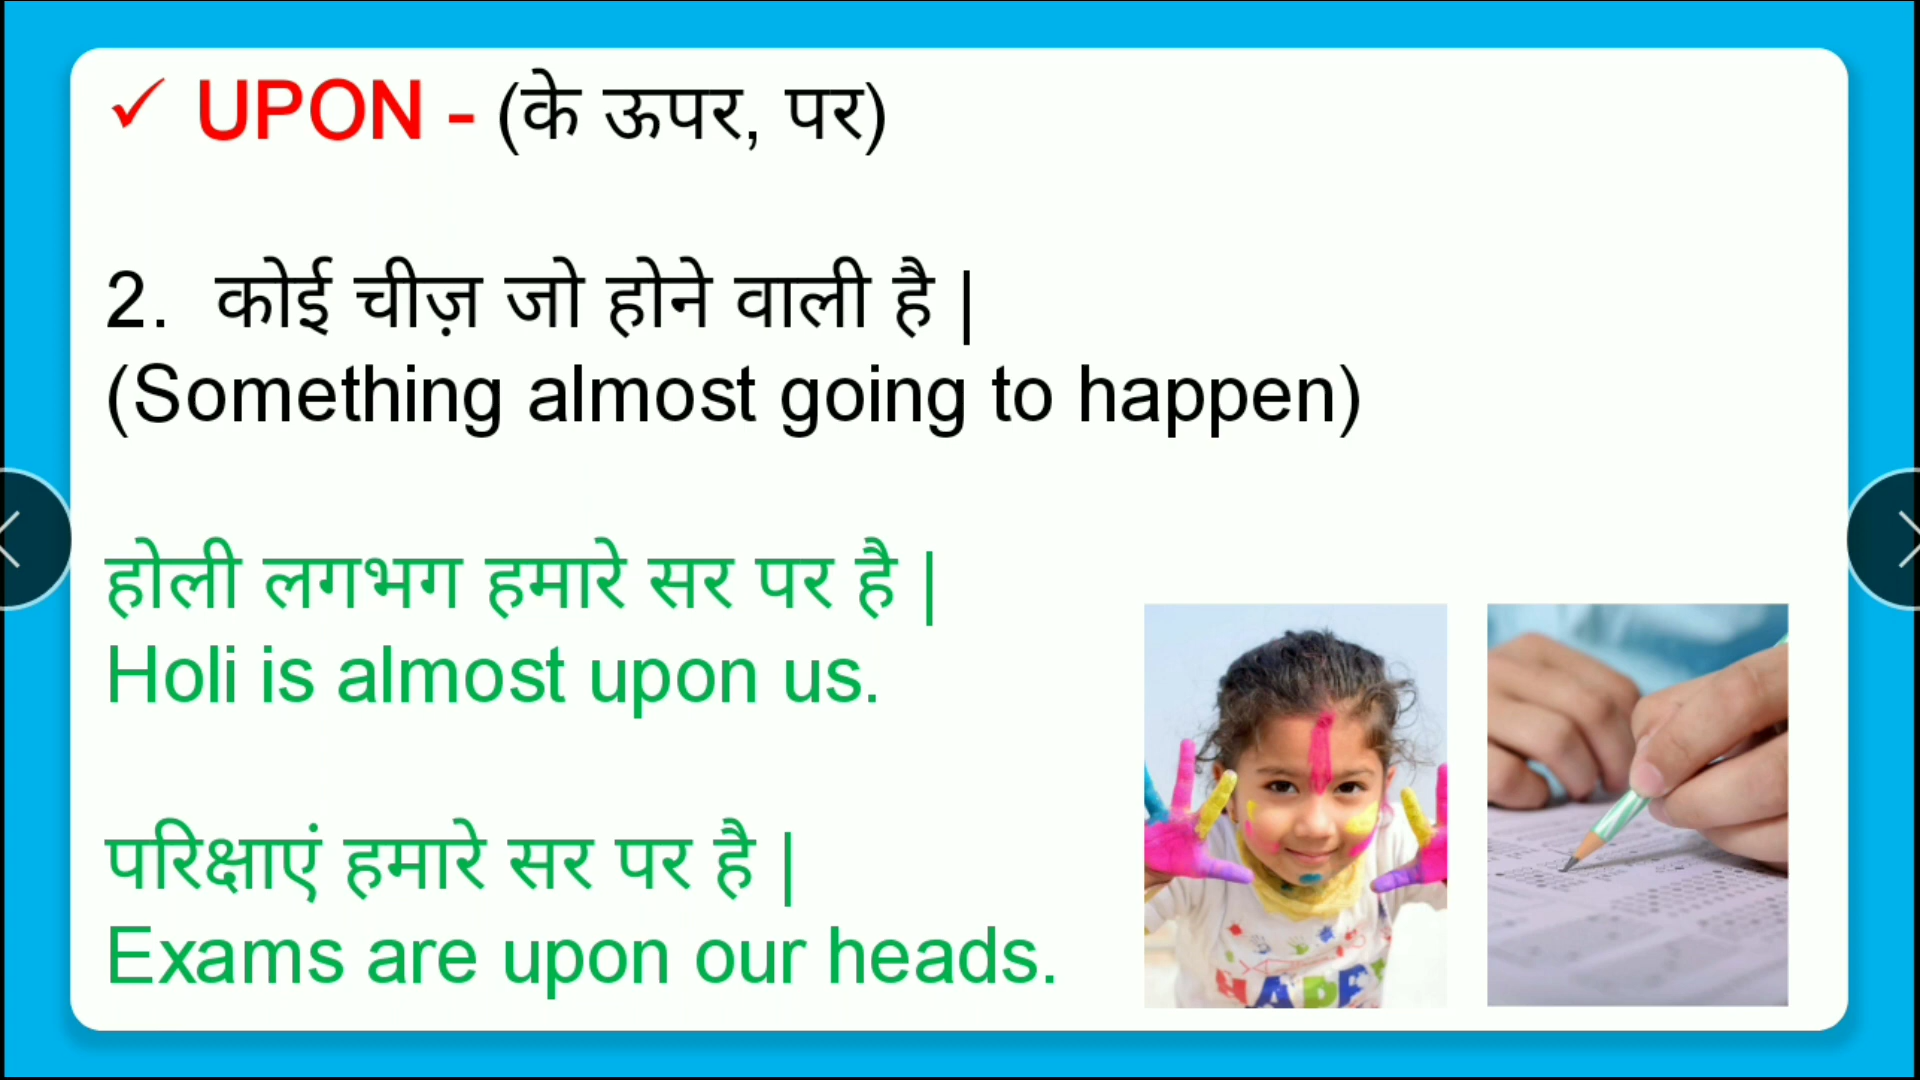 ✓ UPON - (के ऊपर, पर)
2. कोई चीज़ जो होने वाली है |
(Something almost going to happen)
होली लगभग हमारे सर पर है |
Holi is almost upon us.
परिक्षाएं हमारे सर पर है |
Exams are upon our heads.